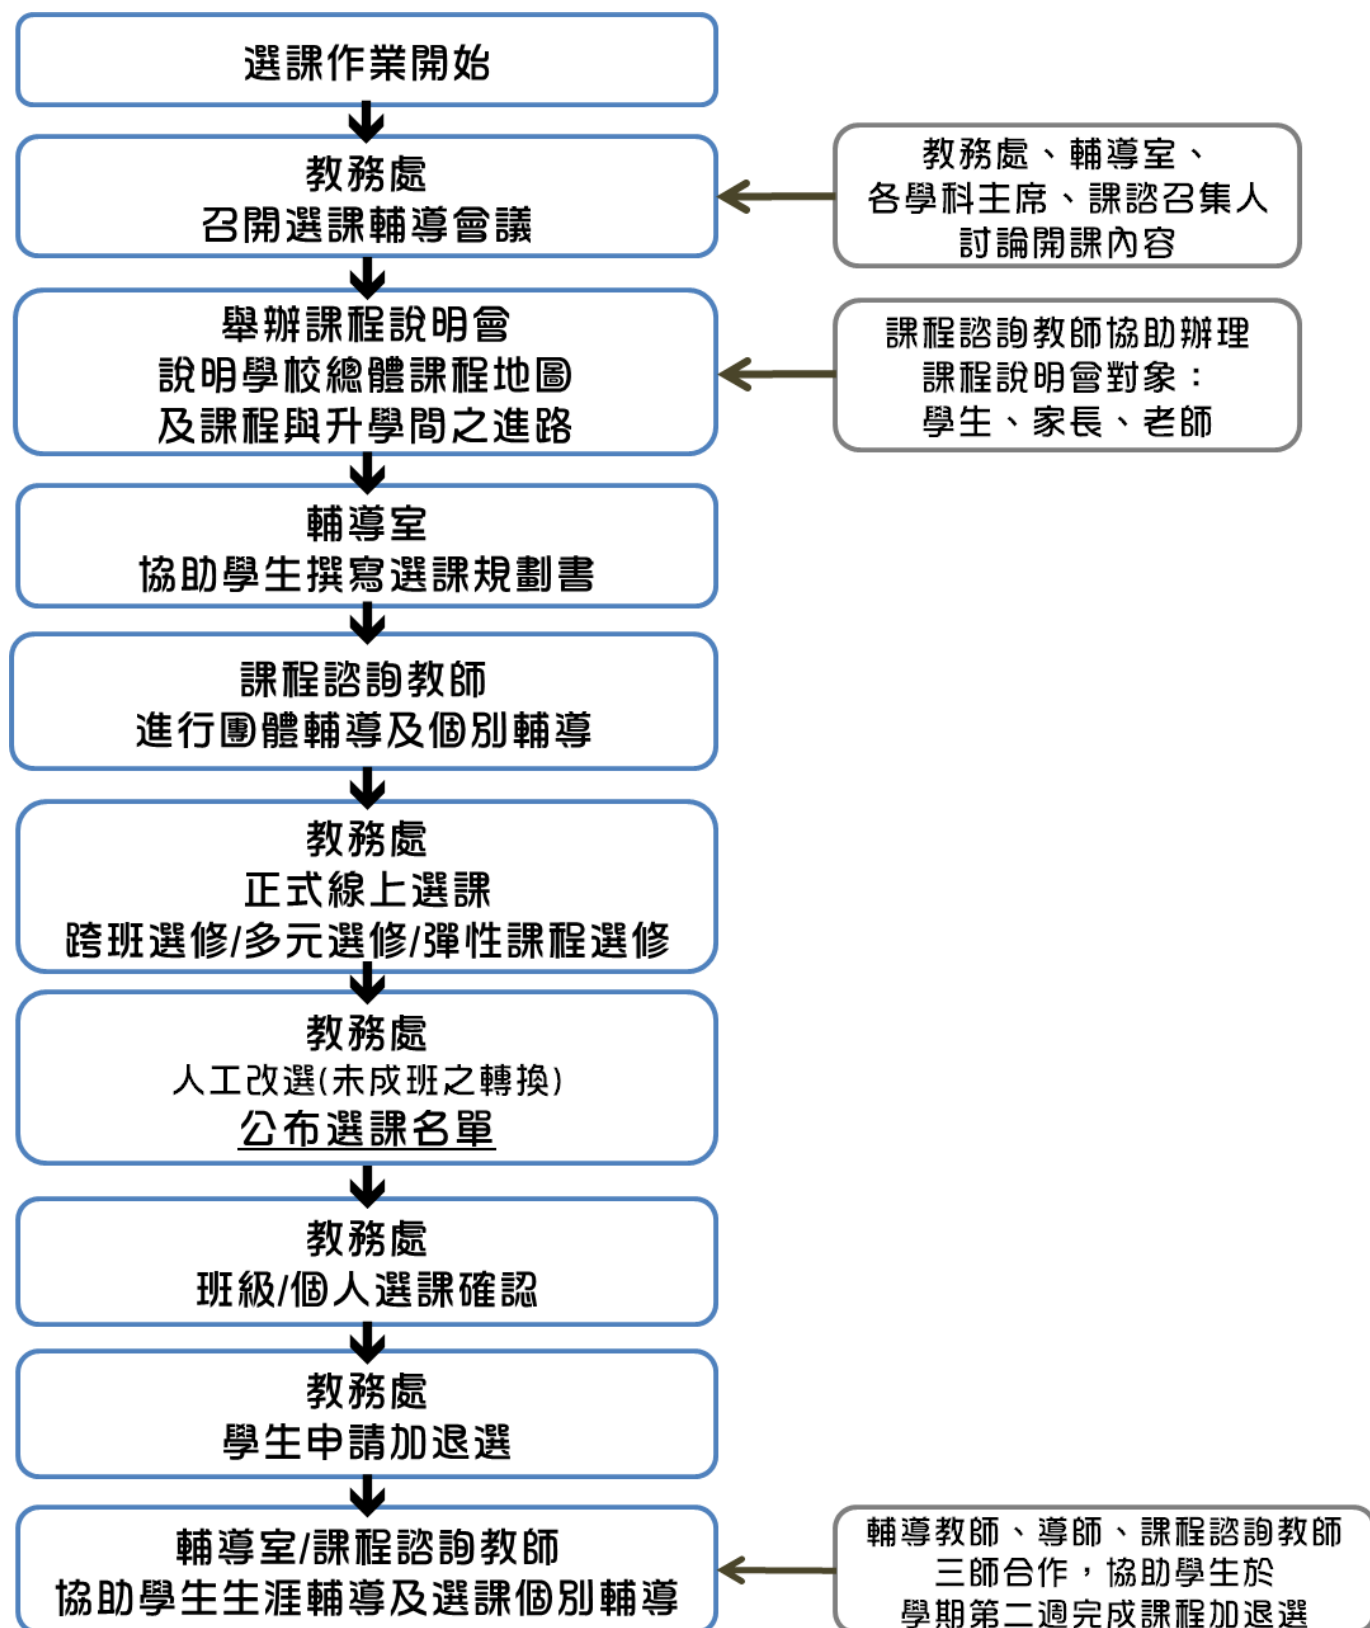 選課作業開始
教務處
召開選課輔導會議
教務處、輔導室、
各學科主席、課諮召集人
討論開課內容
舉辦課程說明會
說明學校總體課程地圖
及課程與升學間之進路
課程諮詢教師協助辦理
課程說明會對象：
學生、家長、老師
輔導室
協助學生撰寫選課規劃書
課程諮詢教師
進行團體輔導及個別輔導
教務處
正式線上選課
跨班選修/多元選修/彈性課程選修
教務處
人工改選(未成班之轉換)
公布選課名單
教務處
班級/個人選課確認
教務處
學生申請加退選
輔導室/課程諮詢教師
協助學生生涯輔導及選課個別輔導
輔導教師、導師、課程諮詢教師
三師合作，協助學生於
學期第二週完成課程加退選